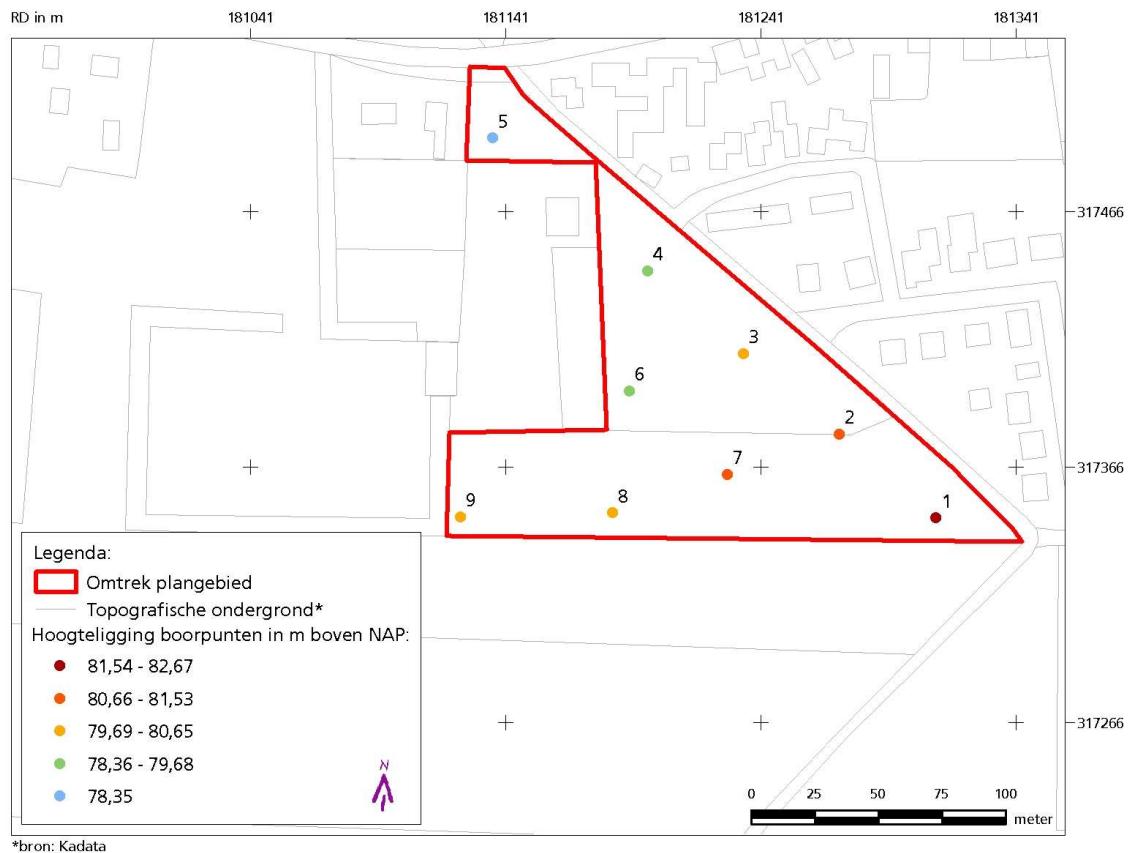 RD in m 181041 181141 181241 181341
5
317466
4
3
6
2
317366
7
9 8 1
Legenda:
Omtrek plangebied
Topografische ondergrond*
Hoogteligging boorpunten in m boven NAP:
81,54 - 82,67
80,66 - 81,53
79,69 - 80,65
78,36 - 79,68
78,35
N
317266
0 25 50 75 100
meter
*bron: Kadata